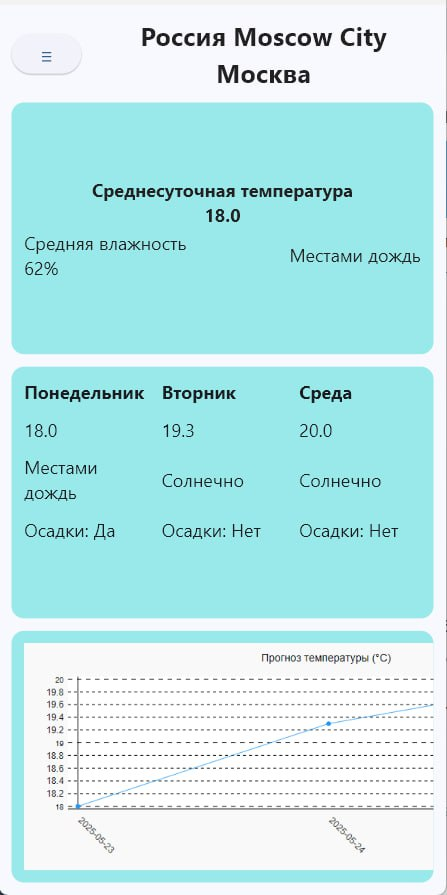 ☰
Россия Moscow City
Москва
Среднесуточная температура
18.0
Средняя влажность
62%
Местами дождь
Понедельник Вторник Среда
18.0 19.3 20.0
Местами
дождь
Солнечно Солнечно
Осадки: Да Осадки: Нет Осадки: Нет
Прогноз температуры (°C)
20
19.8
19.6
19.4
19.2
19
18.8
18.6
18.4
18.2
18
2025-05-23
2025-05-24